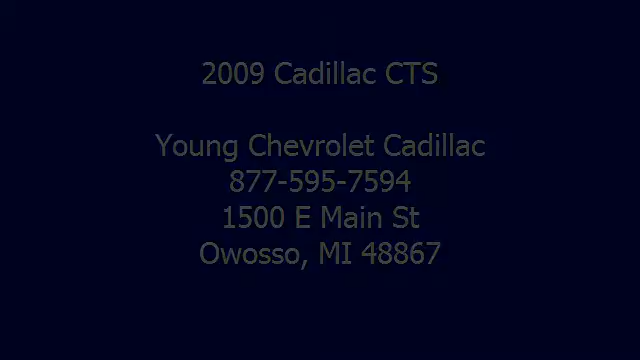 2009 Cadillac CTS
Young Chevrolet Cadillac
877-595-7594
1500 E Main St
Owosso, MI 48867